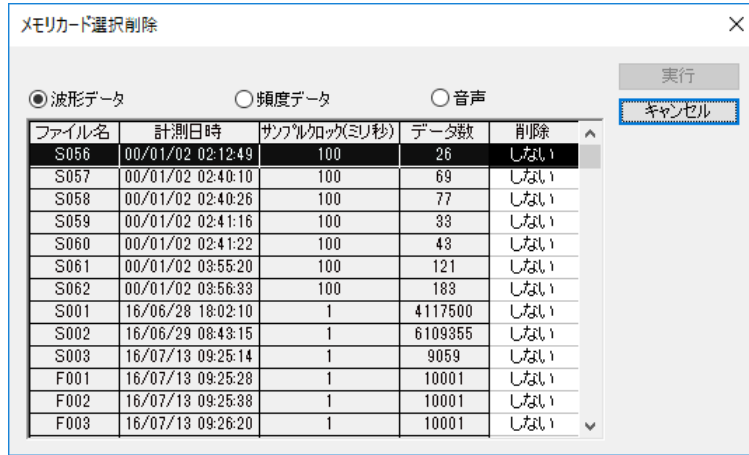 メモリカード選択削除
波形データ 頻度データ 音声
実行
キャンセル
ファイル名 計測日時 サンプルクロック(ミリ秒) データ数 削除
S056 00/01/02 02:12:49 100 26 しない
S057 00/01/02 02:40:10 100 69 しない
S058 00/01/02 02:40:26 100 77 しない
S059 00/01/02 02:41:16 100 33 しない
S060 00/01/02 02:41:22 100 43 しない
S061 00/01/02 03:55:20 100 121 しない
S062 00/01/02 03:56:33 100 183 しない
S001 16/06/28 18:02:10 1 4117500 しない
S002 16/06/29 08:43:15 1 6109355 しない
S003 16/07/13 09:25:14 1 9059 しない
F001 16/07/13 09:25:28 1 10001 しない
F002 16/07/13 09:25:38 1 10001 しない
F003 16/07/13 09:26:20 1 10001 しない